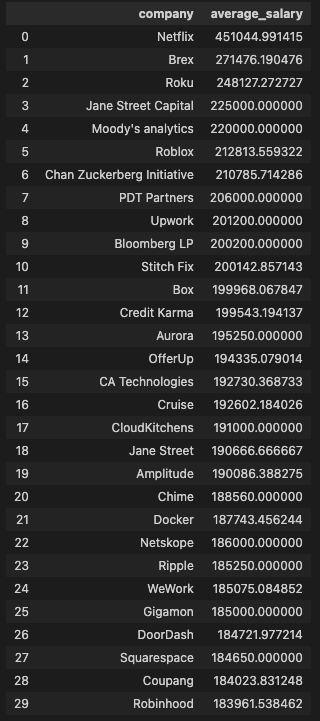 company average_salary
0 Netflix 451044.991415
1 Brex 271476.190476
2 Roku 248127.272727
3 Jane Street Capital 225000.000000
4 Moody's analytics 220000.000000
5 Roblox 212813.559322
6 Chan Zuckerberg Initiative 210785.714286
7 PDT Partners 206000.000000
8 Upwork 201200.000000
9 Bloomberg LP 200200.000000
10 Stitch Fix 200142.857143
11 Box 199968.067847
12 Credit Karma 199543.194137
13 Aurora 195250.000000
14 OfferUp 194335.079014
15 CA Technologies 192730.368733
16 Cruise 192602.184026
17 CloudKitchens 191000.000000
18 Jane Street 190666.666667
19 Amplitude 190086.388275
20 Chime 188560.000000
21 Docker 187743.456244
22 Netskope 186000.000000
23 Ripple 185250.000000
24 WeWork 185075.084852
25 Gigamon 185000.000000
26 DoorDash 184721.977214
27 Squarespace 184650.000000
28 Coupang 184023.831248
29 Robinhood 183961.538462